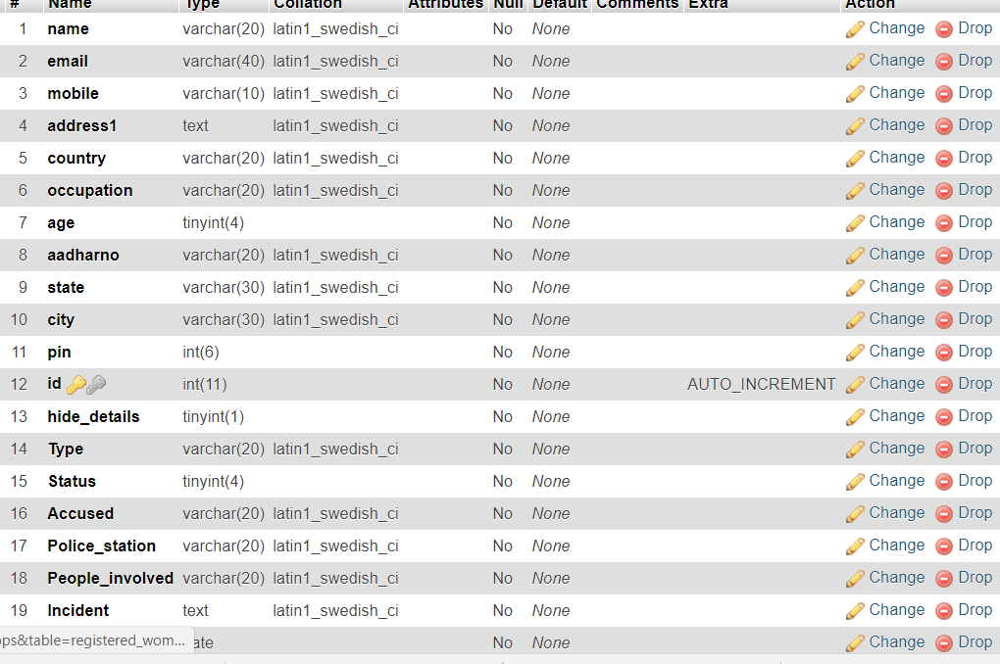 # Name Type Collation Attributes Null Default Comments Extra Action
1 name varchar(20) latin1_swedish_ci No None Change Drop
2 email varchar(40) latin1_swedish_ci No None Change Drop
3 mobile varchar(10) latin1_swedish_ci No None Change Drop
4 address1 text latin1_swedish_ci No None Change Drop
5 country varchar(20) latin1_swedish_ci No None Change Drop
6 occupation varchar(20) latin1_swedish_ci No None Change Drop
7 age tinyint(4) No None Change Drop
8 aadharno varchar(20) latin1_swedish_ci No None Change Drop
9 state varchar(30) latin1_swedish_ci No None Change Drop
10 city varchar(30) latin1_swedish_ci No None Change Drop
11 pin int(6) No None Change Drop
12 id int(11) No None AUTO_INCREMENT Change Drop
13 hide_details tinyint(1) No None Change Drop
14 Type varchar(20) latin1_swedish_ci No None Change Drop
15 Status tinyint(4) No None Change Drop
16 Accused varchar(20) latin1_swedish_ci No None Change Drop
17 Police_station varchar(20) latin1_swedish_ci No None Change Drop
18 People_involved varchar(20) latin1_swedish_ci No None Change Drop
19 Incident text latin1_swedish_ci No None Change Drop
ops&table=registered_wom... ate No None Change Drop